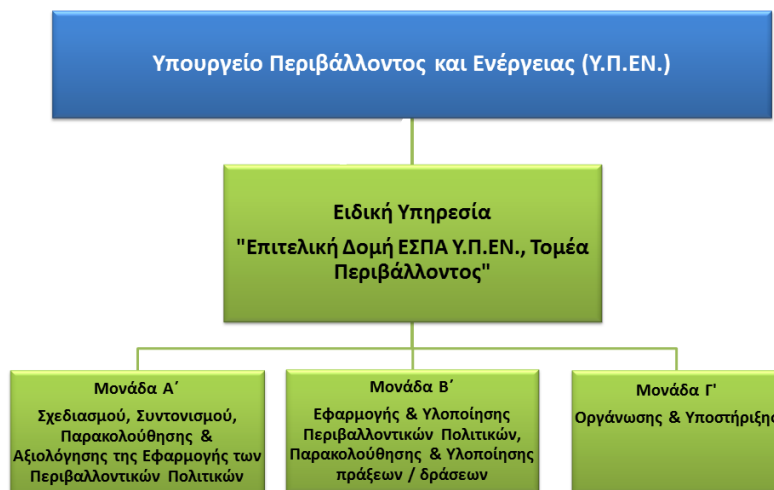 Υπουργείο Περιβάλλοντος και Ενέργειας (Υ.Π.ΕΝ.)
Ειδική Υπηρεσία
"Επιτελική Δομή ΕΣΠΑ Υ.Π.ΕΝ., Τομέα
Περιβάλλοντος"
Μονάδα Α΄
Σχεδιασμού, Συντονισμού,
Παρακολούθησης &
Αξιολόγησης της Εφαρμογής των
Περιβαλλοντικών Πολιτικών
Μονάδα Β΄
Εφαρμογής & Υλοποίησης
Περιβαλλοντικών Πολιτικών,
Παρακολούθησης & Υλοποίησης
πράξεων / δράσεων
Μονάδα Γ'
Οργάνωσης & Υποστήριξης